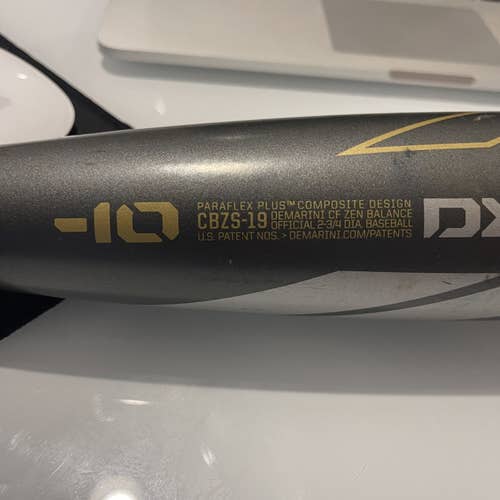 -10
PARAFLEX PLUS™ COMPOSITE DESIGN
CBZS-19 DEMARINI CF ZEN BALANCE
OFFICIAL 2-3/4 DIA. BASEBALL
U.S. PATENT NOS. > DEMARINI.COM/PATENTS
DX